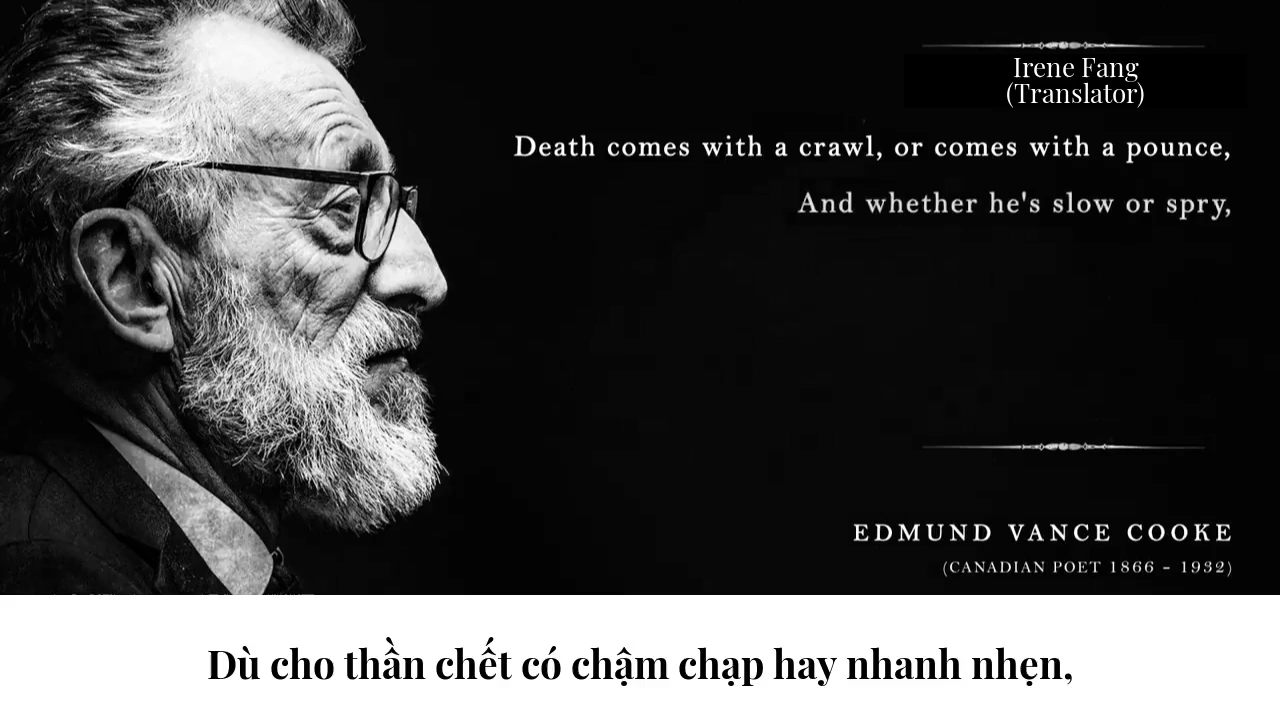 Irene Fang
(Translator)
Death comes with a crawl, or comes with a pounce,
And whether he's slow or spry,
EDMUND VANCE COOKE
(CANADIAN POET 1866 - 1932)
Dù cho thần chết có chậm chạp hay nhanh nhẹn,